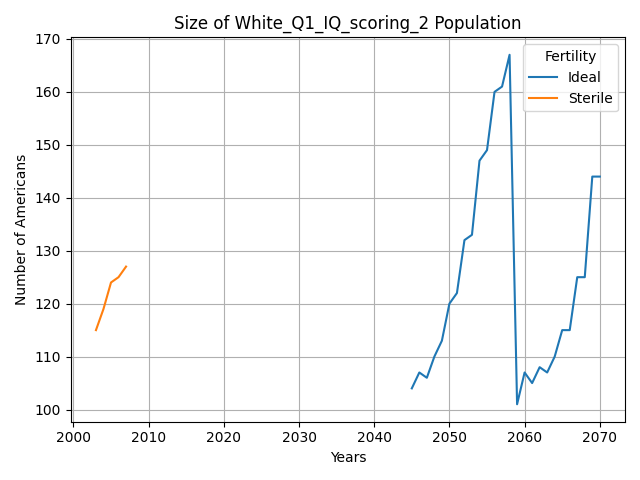 Size of White_Q1_IQ_scoring_2 Population
Number of Americans
170
160
150
140
130
120
110
100
Fertility
Ideal
Sterile
2000 2010 2020 2030 2040 2050 2060 2070
Years